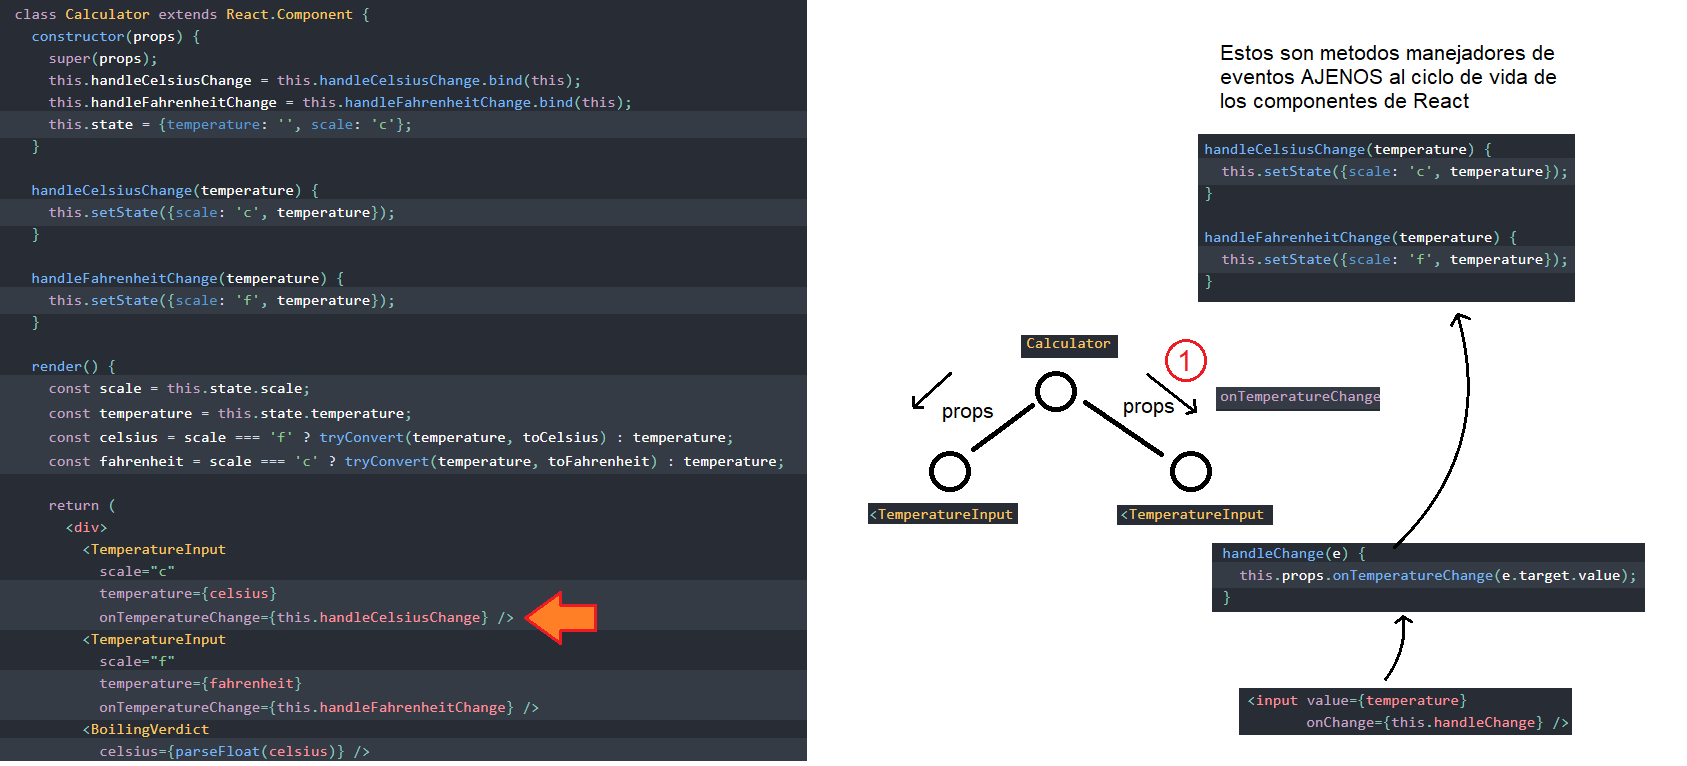 class Calculator extends React.Component {
constructor(props) {
super(props);
this.handleCelsiusChange = this.handleCelsiusChange.bind(this);
this.handleFahrenheitChange = this.handleFahrenheitChange.bind(this);
this.state = {temperature: '', scale: 'c'};
}
handleCelsiusChange(temperature) {
this.setState({scale: 'c', temperature});
}
handleFahrenheitChange(temperature) {
this.setState({scale: 'f', temperature});
}
render() {
const scale = this.state.scale;
const temperature = this.state.temperature;
const celsius = scale === 'f' ? tryConvert(temperature, toCelsius) : temperature;
const fahrenheit = scale === 'c' ? tryConvert(temperature, toFahrenheit) : temperature;
return (
<div>
<TemperatureInput
scale="c"
temperature={celsius}
onTemperatureChange={this.handleCelsiusChange} />
<TemperatureInput
scale="f"
temperature={fahrenheit}
onTemperatureChange={this.handleFahrenheitChange} />
<BoilingVerdict
celsius={parseFloat(celsius)} />
Estos son metodos manejadores de
eventos AJENOS al ciclo de vida de
los componentes de React
handleCelsiusChange(temperature) {
this.setState({scale: 'c', temperature});
}
handleFahrenheitChange(temperature) {
this.setState({scale: 'f', temperature});
}
Calculator
1
props
props
onTemperatureChange
<TemperatureInput
<TemperatureInput
handleChange(e) {
this.props.onTemperatureChange(e.target.value);
}
<input value={temperature}
onChange={this.handleChange} />